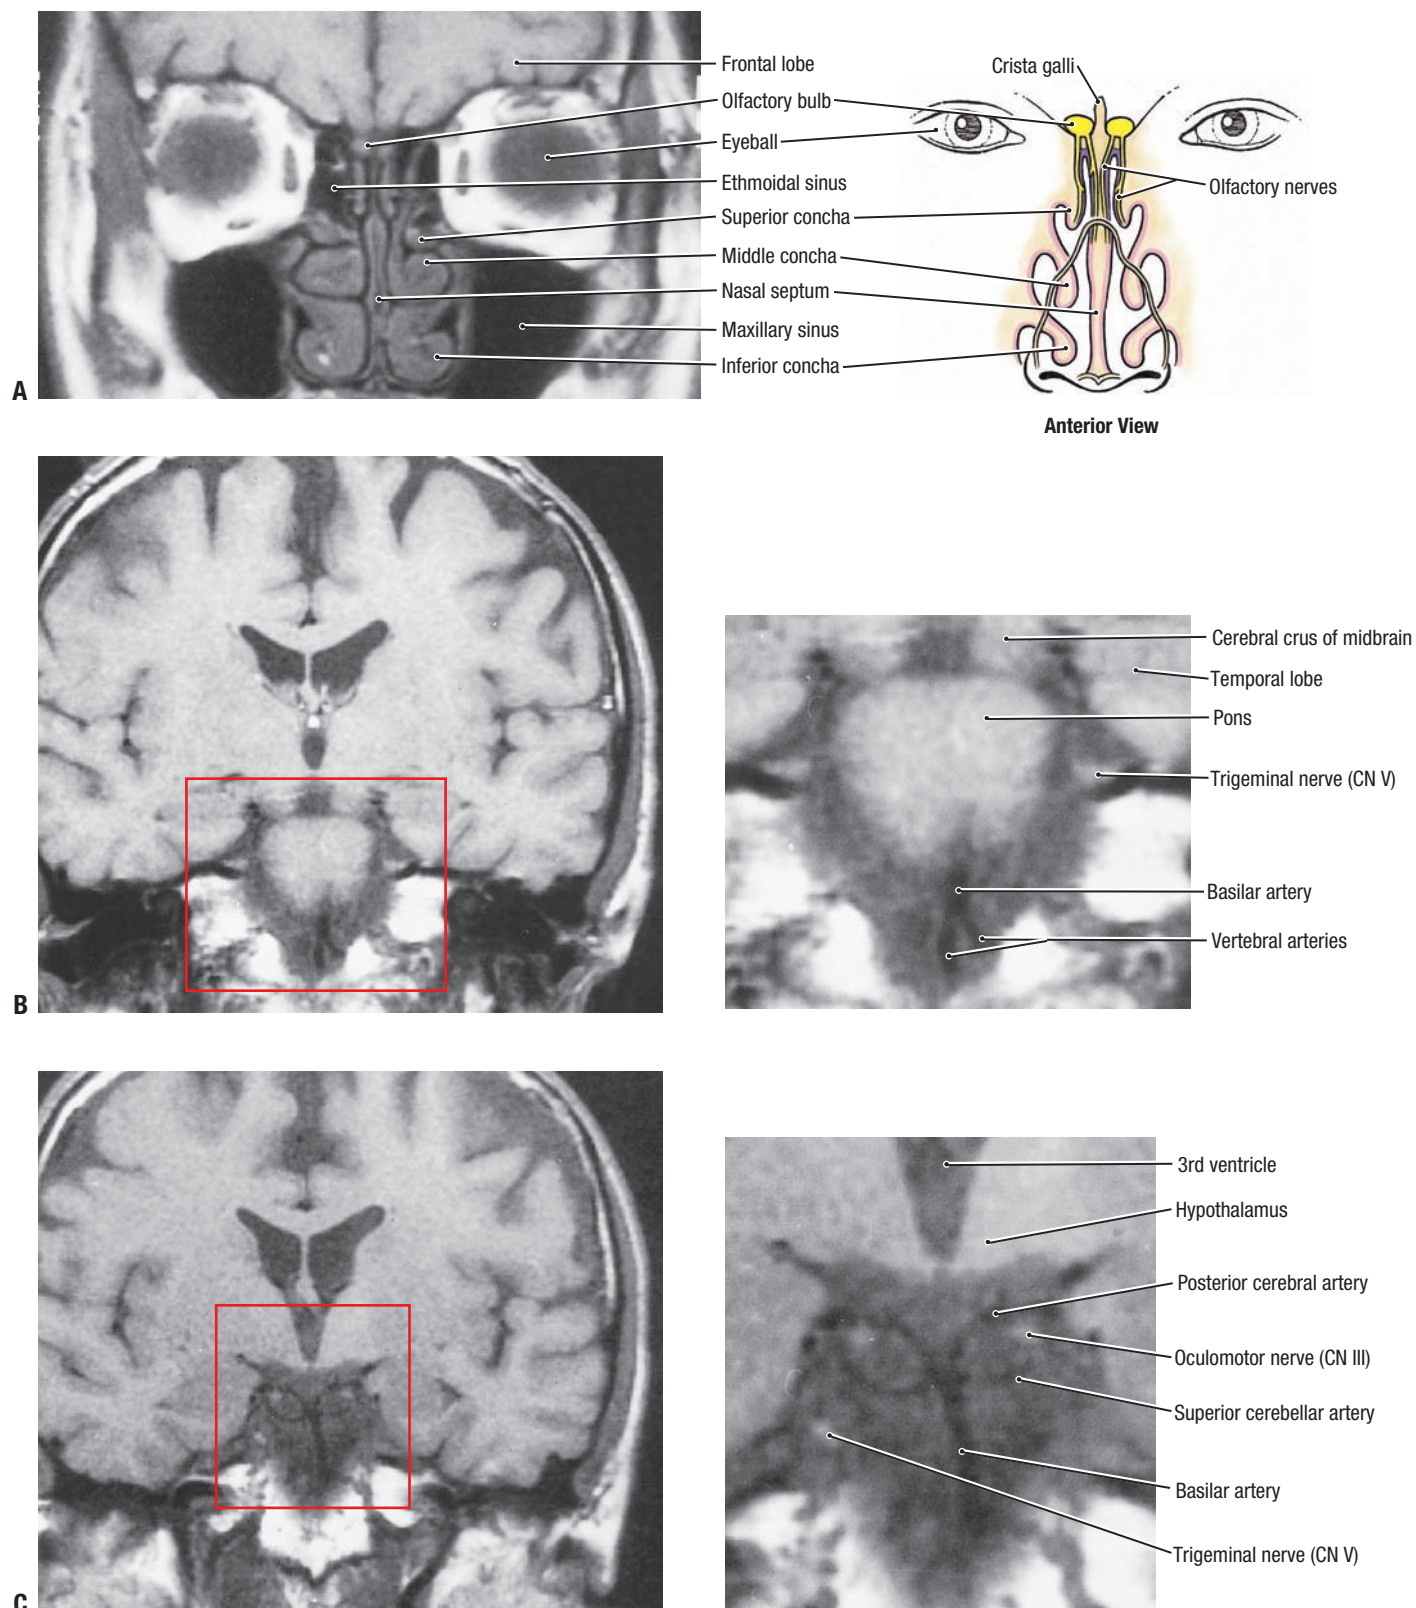 Frontal lobe
Crista galli
Olfactory bulb
Eyeball
Ethmoidal sinus
Olfactory nerves
Superior concha
Middle concha
Nasal septum
Maxillary sinus
Inferior concha
A
Anterior View
Cerebral crus of midbrain
Temporal lobe
Pons
Trigeminal nerve (CN V)
Basilar artery
Vertebral arteries
B
3rd ventricle
Hypothalamus
Posterior cerebral artery
Oculomotor nerve (CN III)
Superior cerebellar artery
Basilar artery
Trigeminal nerve (CN V)
C